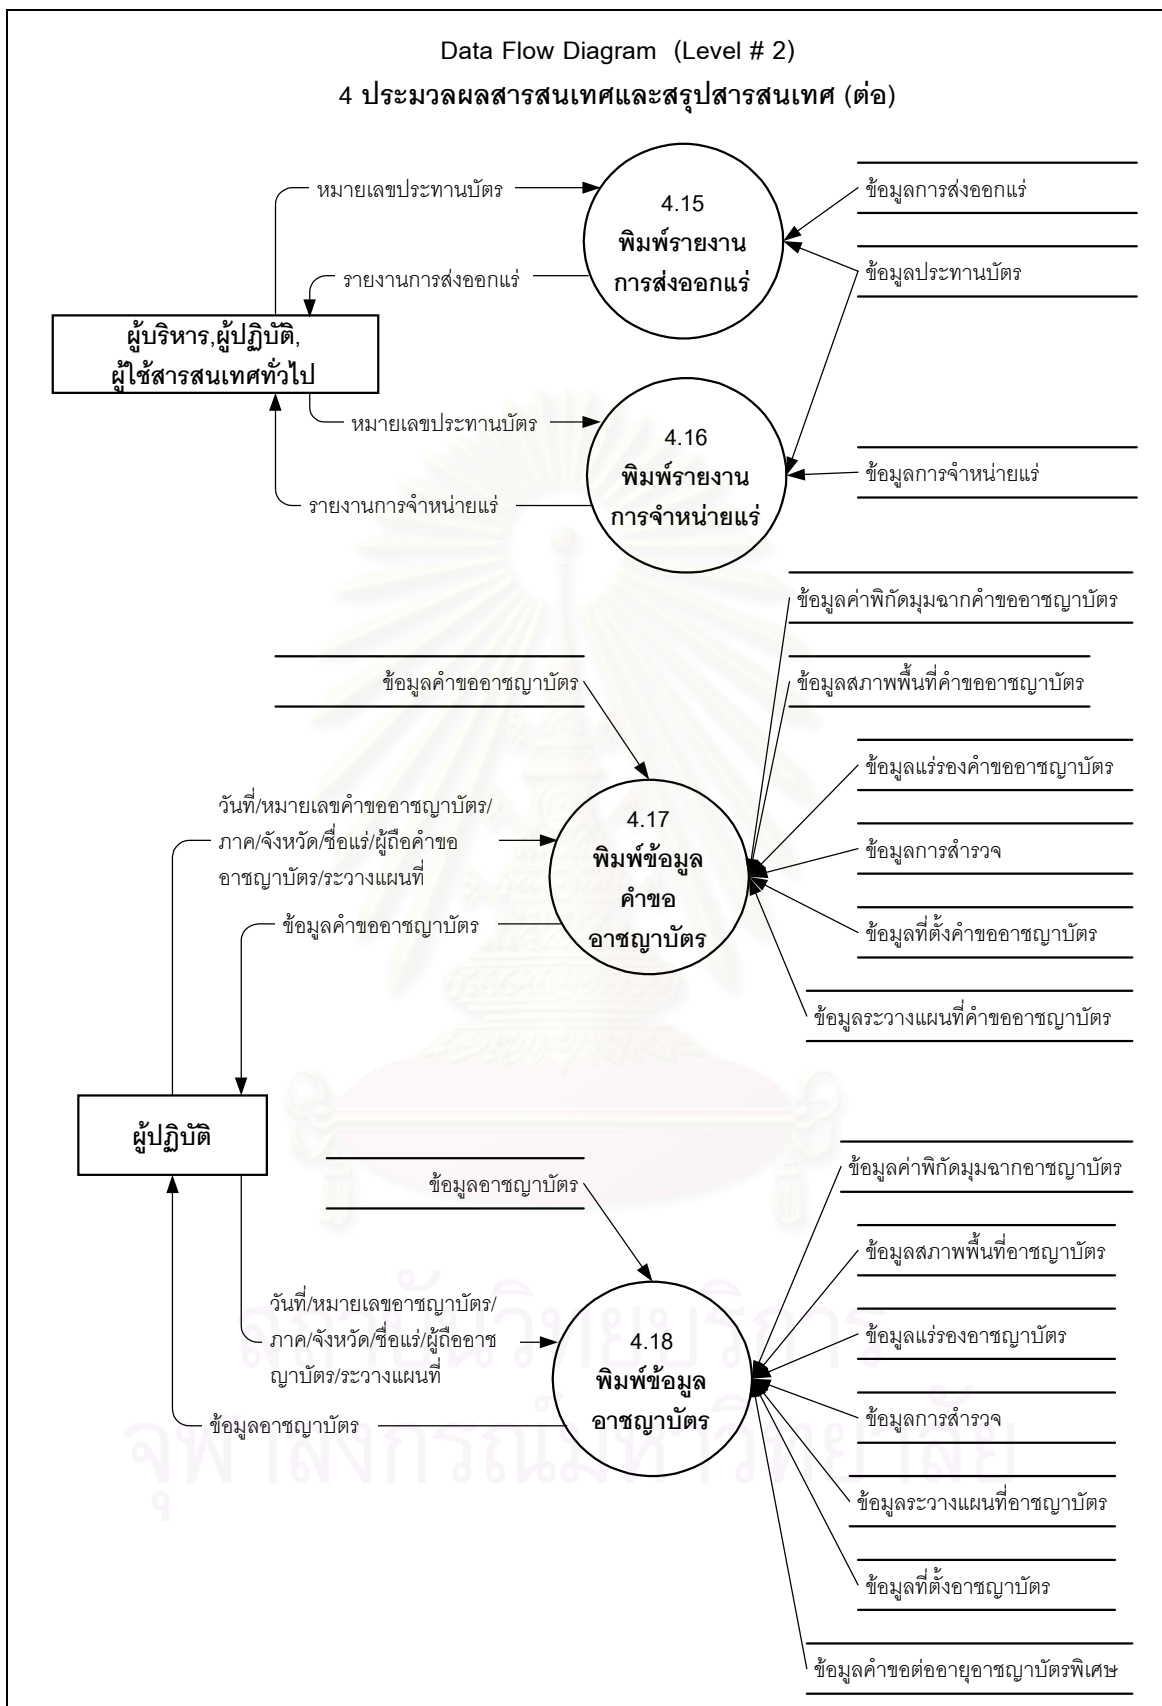 Data Flow Diagram (Level # 2)
4 ประมวลผลสารสนเทศและสรุปสารสนเทศ (ต่อ)
หมายเลขประทานบัตร
4.15
พิมพ์รายงาน
การส่งออกแร่
ข้อมูลการส่งออกแร่
รายงานการส่งออกแร่
ข้อมูลประทานบัตร
ผู้บริหาร,ผู้ปฏิบัติ,
ผู้ใช้สารสนเทศทั่วไป
หมายเลขประทานบัตร
4.16
พิมพ์รายงาน
การจำหน่ายแร่
ข้อมูลการจำหน่ายแร่
รายงานการจำหน่ายแร่
ข้อมูลค่าพิกัดมุมฉากคำขออาชญาบัตร
ข้อมูลคำขออาชญาบัตร
ข้อมูลสภาพพื้นที่คำขออาชญาบัตร
ข้อมูลแร่รองคำขออาชญาบัตร
วันที่/หมายเลขคำขออาชญาบัตร/
ภาค/จังหวัด/ชื่อแร่/ผู้ถือคำขอ
อาชญาบัตร/ระวางแผนที่
4.17
พิมพ์ข้อมูล
คำขอ
อาชญาบัตร
ข้อมูลการสำรวจ
ข้อมูลคำขออาชญาบัตร
ข้อมูลที่ตั้งคำขออาชญาบัตร
ข้อมูลระวางแผนที่คำขออาชญาบัตร
ผู้ปฏิบัติ
ข้อมูลค่าพิกัดมุมฉากอาชญาบัตร
ข้อมูลอาชญาบัตร
ข้อมูลสภาพพื้นที่อาชญาบัตร
วันที่/หมายเลขอาชญาบัตร/
ภาค/จังหวัด/ชื่อแร่/ผู้ถืออาช
ญาบัตร/ระวางแผนที่
4.18
พิมพ์ข้อมูล
อาชญาบัตร
ข้อมูลแร่รองอาชญาบัตร
ข้อมูลอาชญาบัตร
ข้อมูลการสำรวจ
ข้อมูลระวางแผนที่อาชญาบัตร
ข้อมูลที่ตั้งอาชญาบัตร
ข้อมูลคำขอต่ออายุอาชญาบัตรพิเศษ
สถาบันวิทยบริการ
จุฬาลงกรณ์มหาวิทยาลัย